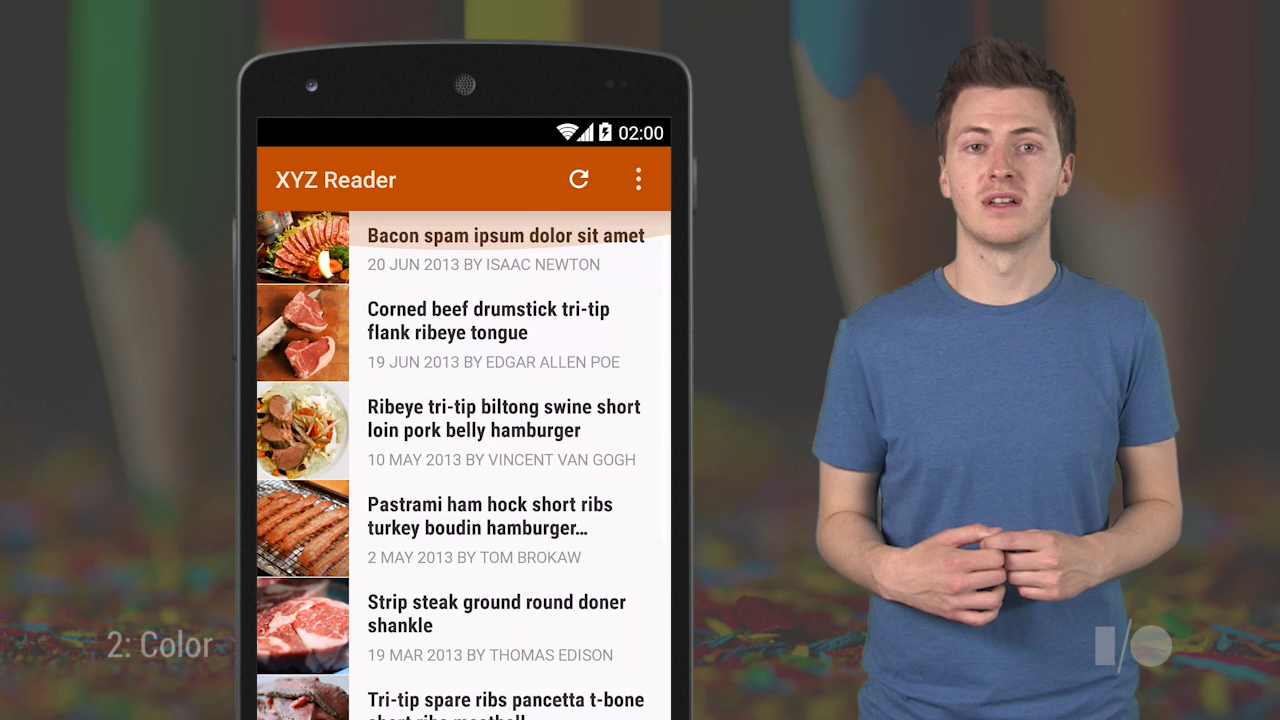 02:00
XYZ Reader
Bacon spam ipsum dolor sit amet
20 JUN 2013 BY ISAAC NEWTON
Corned beef drumstick tri-tip
flank ribeye tongue
19 JUN 2013 BY EDGAR ALLEN POE
Ribeye tri-tip biltong swine short
loin pork belly hamburger
10 MAY 2013 BY VINCENT VAN GOGH
Pastrami ham hock short ribs
turkey boudin hamburger...
2 MAY 2013 BY TOM BROKAW
Strip steak ground round doner
shankle
19 MAR 2013 BY THOMAS EDISON
Tri-tip spare ribs pancetta t-bone
2: Color
I/O